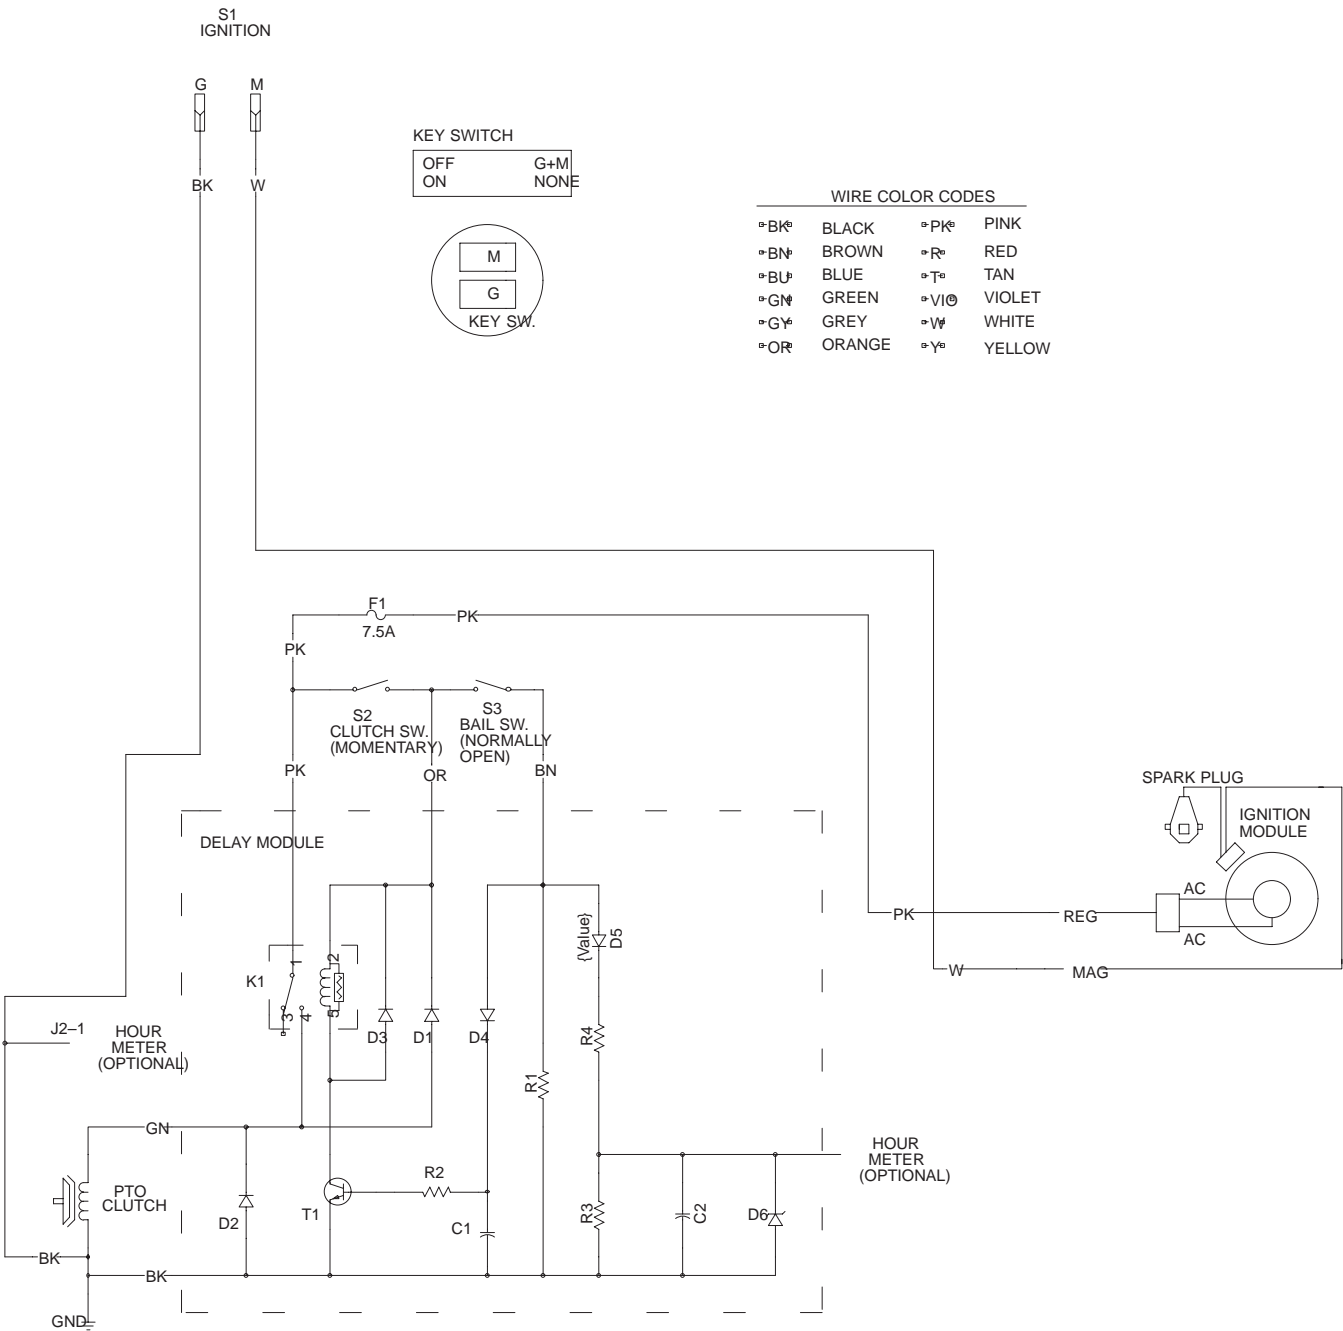 S1
IGNITION
G
M
KEY SWITCH
OFF G+M
ON NONE
BK
W
WIRE COLOR CODES
BK BLACK PK PINK
BN BROWN R RED
BU BLUE T TAN
GN GREEN VIO VIOLET
GY GREY W WHITE
OR ORANGE Y YELLOW
M
G
KEY SW.
F1
7.5A
PK
PK
S2
CLUTCH SW.
(MOMENTARY)
S3
BAIL SW.
(NORMALLY
OPEN)
PK
OR
BN
SPARK PLUG
IGNITION
MODULE
DELAY MODULE
AC
AC
PK
REG
W
MAG
{Value}
D5
K1
1
2
3
4
5
D3
D1
D4
R4
R1
J2–1
HOUR
METER
(OPTIONAL)
GN
HOUR
METER
(OPTIONAL)
PTO
CLUTCH
D2
T1
R2
C1
R3
C2
D6
BK
BK
GND